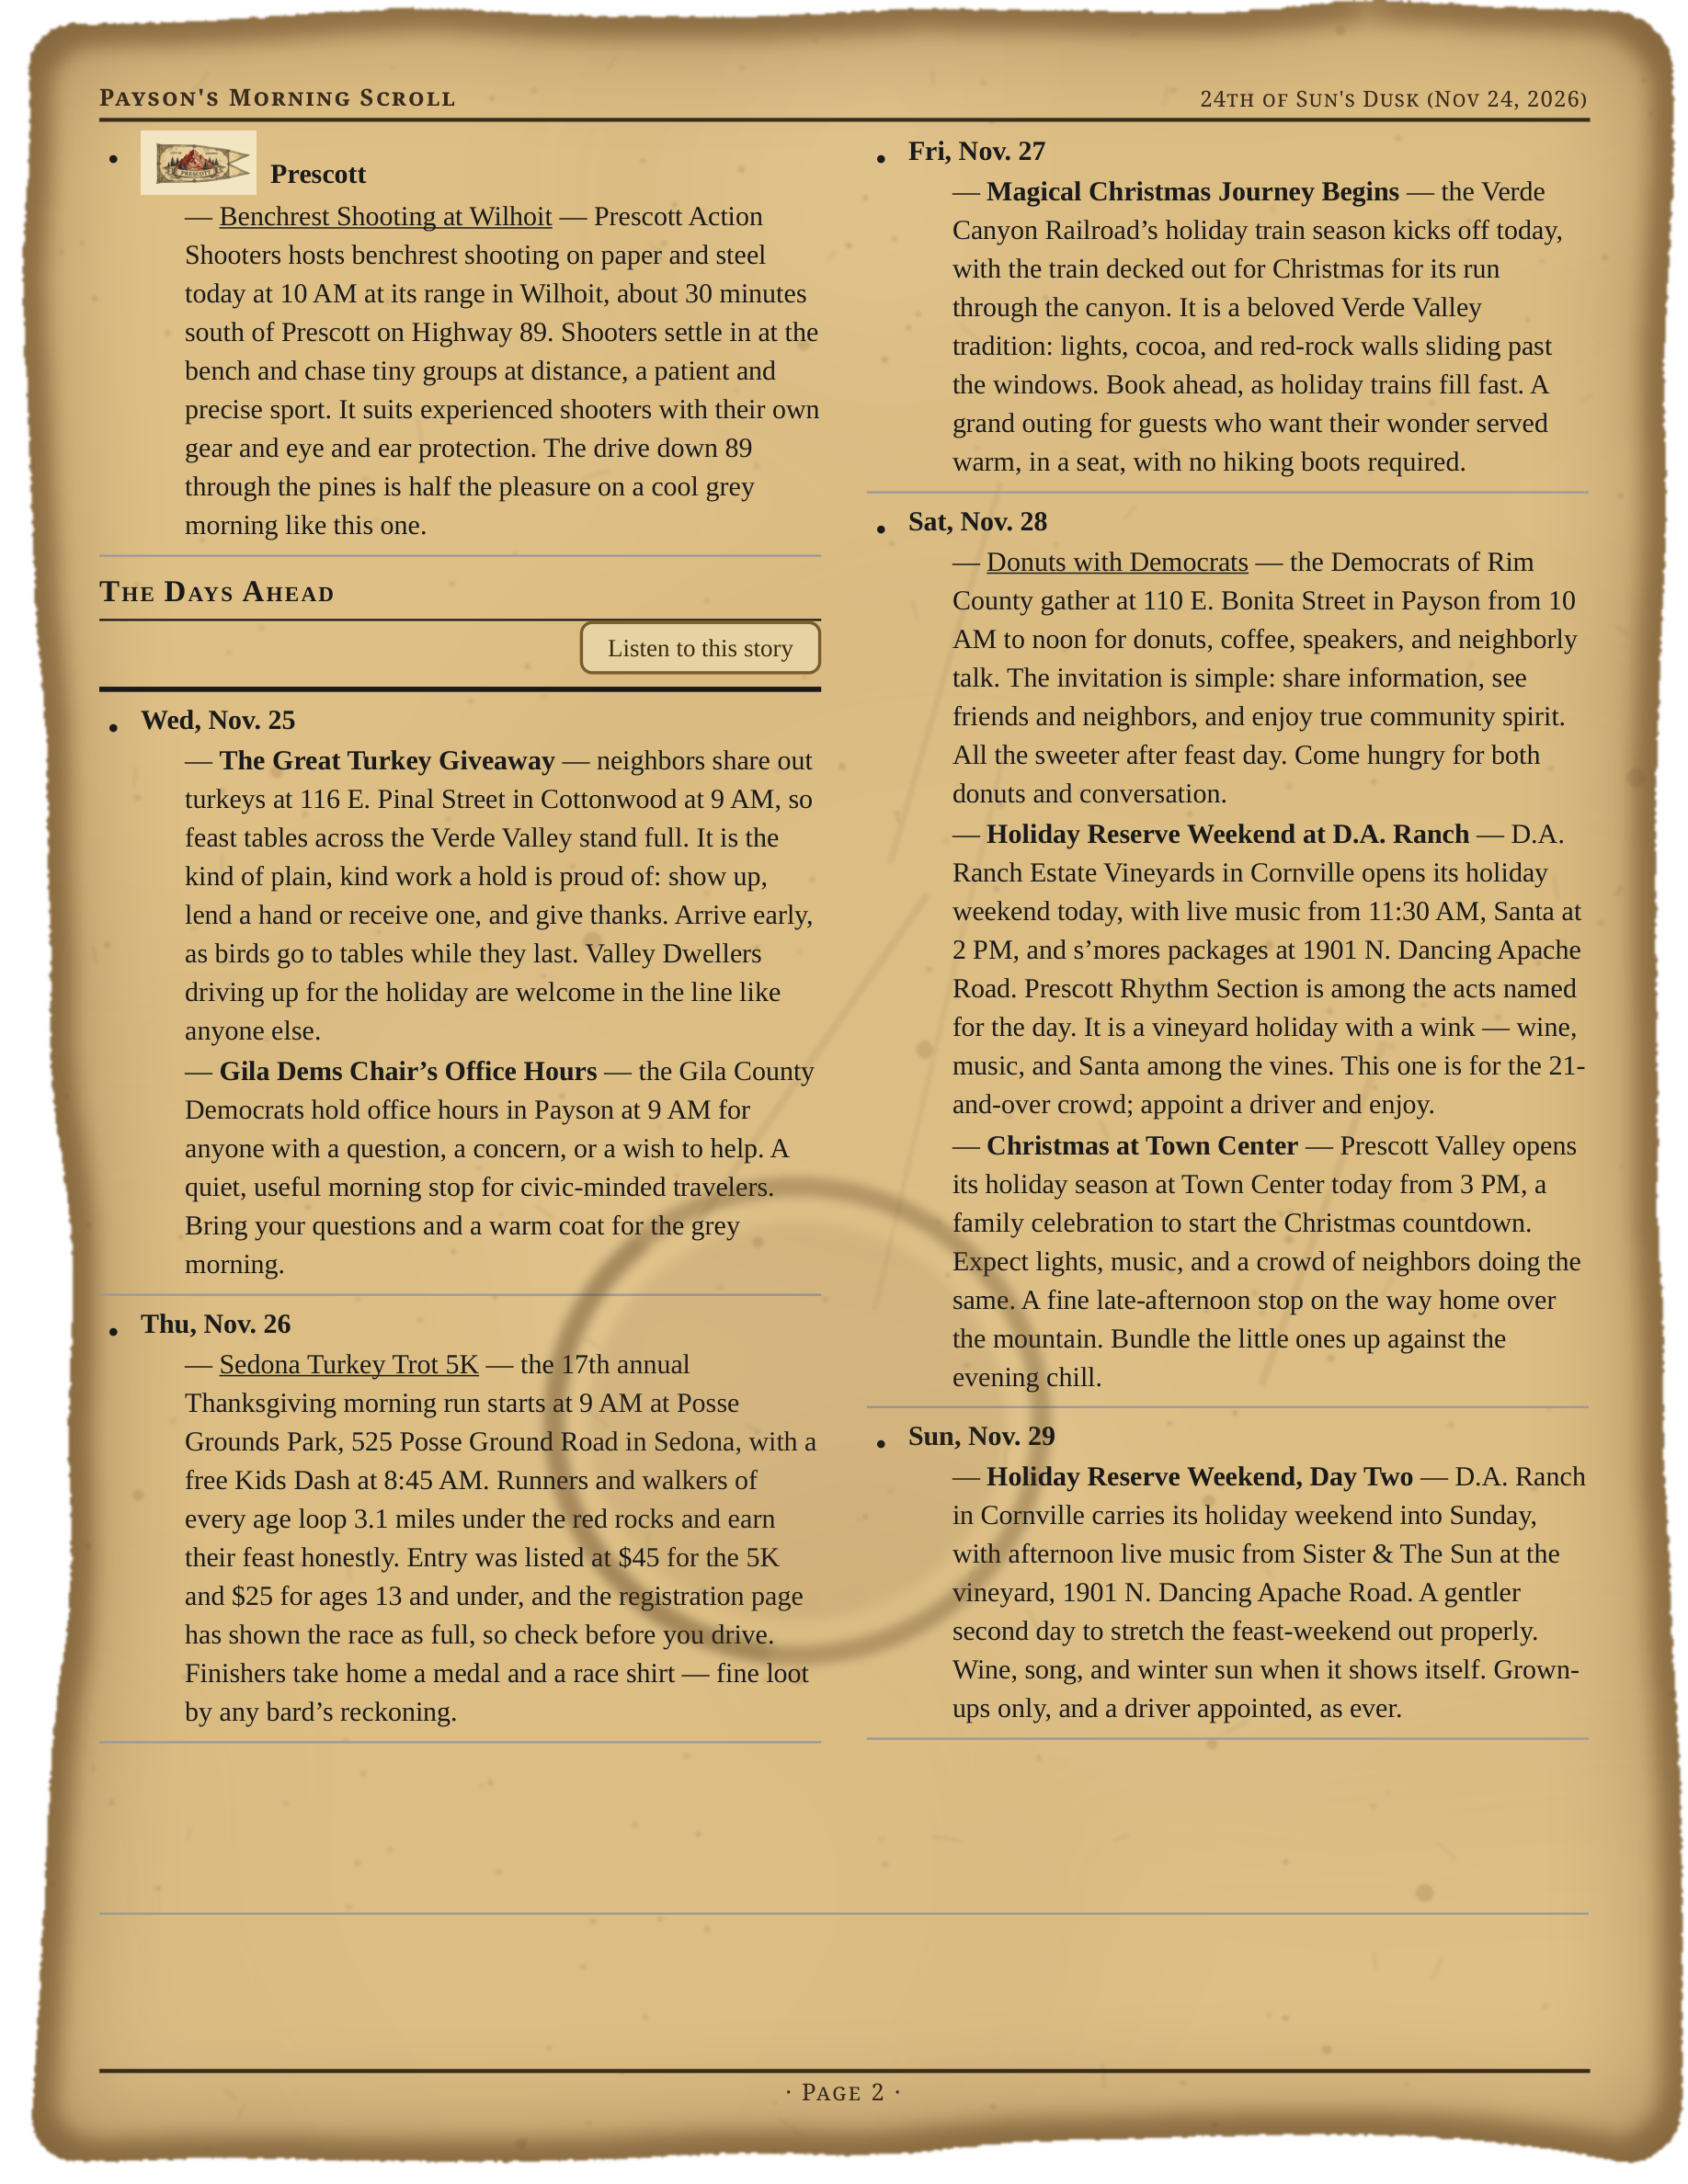 PAYSON'S MORNING SCROLL
24TH OF SUN'S DUSK (NOV 24, 2026)
PRESCOTT
• Prescott
— Benchrest Shooting at Wilhoit — Prescott Action
Shooters hosts benchrest shooting on paper and steel
today at 10 AM at its range in Wilhoit, about 30 minutes
south of Prescott on Highway 89. Shooters settle in at the
bench and chase tiny groups at distance, a patient and
precise sport. It suits experienced shooters with their own
gear and eye and ear protection. The drive down 89
through the pines is half the pleasure on a cool grey
morning like this one.
THE DAYS AHEAD
Listen to this story
• Wed, Nov. 25
— The Great Turkey Giveaway — neighbors share out
turkeys at 116 E. Pinal Street in Cottonwood at 9 AM, so
feast tables across the Verde Valley stand full. It is the
kind of plain, kind work a hold is proud of: show up,
lend a hand or receive one, and give thanks. Arrive early,
as birds go to tables while they last. Valley Dwellers
driving up for the holiday are welcome in the line like
anyone else.
— Gila Dems Chair’s Office Hours — the Gila County
Democrats hold office hours in Payson at 9 AM for
anyone with a question, a concern, or a wish to help. A
quiet, useful morning stop for civic-minded travelers.
Bring your questions and a warm coat for the grey
morning.
• Thu, Nov. 26
— Sedona Turkey Trot 5K — the 17th annual
Thanksgiving morning run starts at 9 AM at Posse
Grounds Park, 525 Posse Ground Road in Sedona, with a
free Kids Dash at 8:45 AM. Runners and walkers of
every age loop 3.1 miles under the red rocks and earn
their feast honestly. Entry was listed at $45 for the 5K
and $25 for ages 13 and under, and the registration page
has shown the race as full, so check before you drive.
Finishers take home a medal and a race shirt — fine loot
by any bard’s reckoning.
• Fri, Nov. 27
— Magical Christmas Journey Begins — the Verde
Canyon Railroad’s holiday train season kicks off today,
with the train decked out for Christmas for its run
through the canyon. It is a beloved Verde Valley
tradition: lights, cocoa, and red-rock walls sliding past
the windows. Book ahead, as holiday trains fill fast. A
grand outing for guests who want their wonder served
warm, in a seat, with no hiking boots required.
• Sat, Nov. 28
— Donuts with Democrats — the Democrats of Rim
County gather at 110 E. Bonita Street in Payson from 10
AM to noon for donuts, coffee, speakers, and neighborly
talk. The invitation is simple: share information, see
friends and neighbors, and enjoy true community spirit.
All the sweeter after feast day. Come hungry for both
donuts and conversation.
— Holiday Reserve Weekend at D.A. Ranch — D.A.
Ranch Estate Vineyards in Cornville opens its holiday
weekend today, with live music from 11:30 AM, Santa at
2 PM, and s’mores packages at 1901 N. Dancing Apache
Road. Prescott Rhythm Section is among the acts named
for the day. It is a vineyard holiday with a wink — wine,
music, and Santa among the vines. This one is for the 21-
and-over crowd; appoint a driver and enjoy.
— Christmas at Town Center — Prescott Valley opens
its holiday season at Town Center today from 3 PM, a
family celebration to start the Christmas countdown.
Expect lights, music, and a crowd of neighbors doing the
same. A fine late-afternoon stop on the way home over
the mountain. Bundle the little ones up against the
evening chill.
• Sun, Nov. 29
— Holiday Reserve Weekend, Day Two — D.A. Ranch
in Cornville carries its holiday weekend into Sunday,
with afternoon live music from Sister & The Sun at the
vineyard, 1901 N. Dancing Apache Road. A gentler
second day to stretch the feast-weekend out properly.
Wine, song, and winter sun when it shows itself. Grown-
ups only, and a driver appointed, as ever.
· PAGE 2 ·